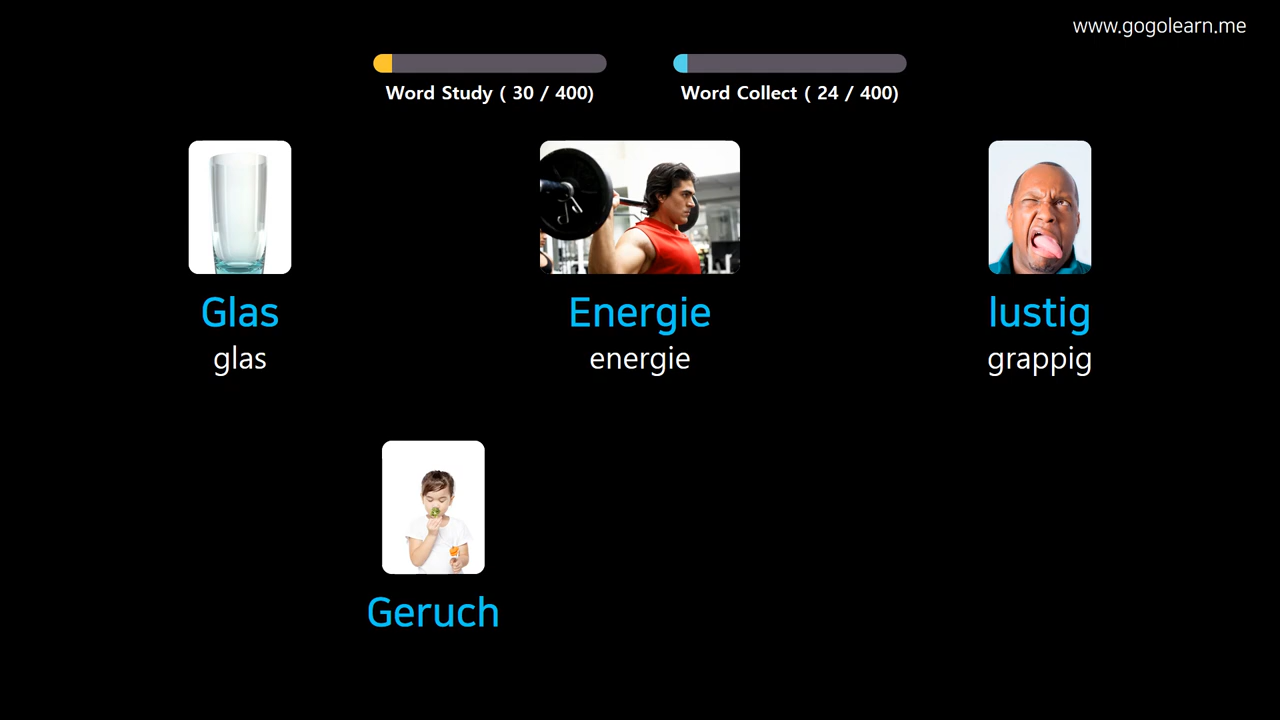 www.gogolearn.me
Word Study ( 30 / 400)
Word Collect ( 24 / 400)
Glas
glas
Energie
energie
lustig
grappig
Geruch